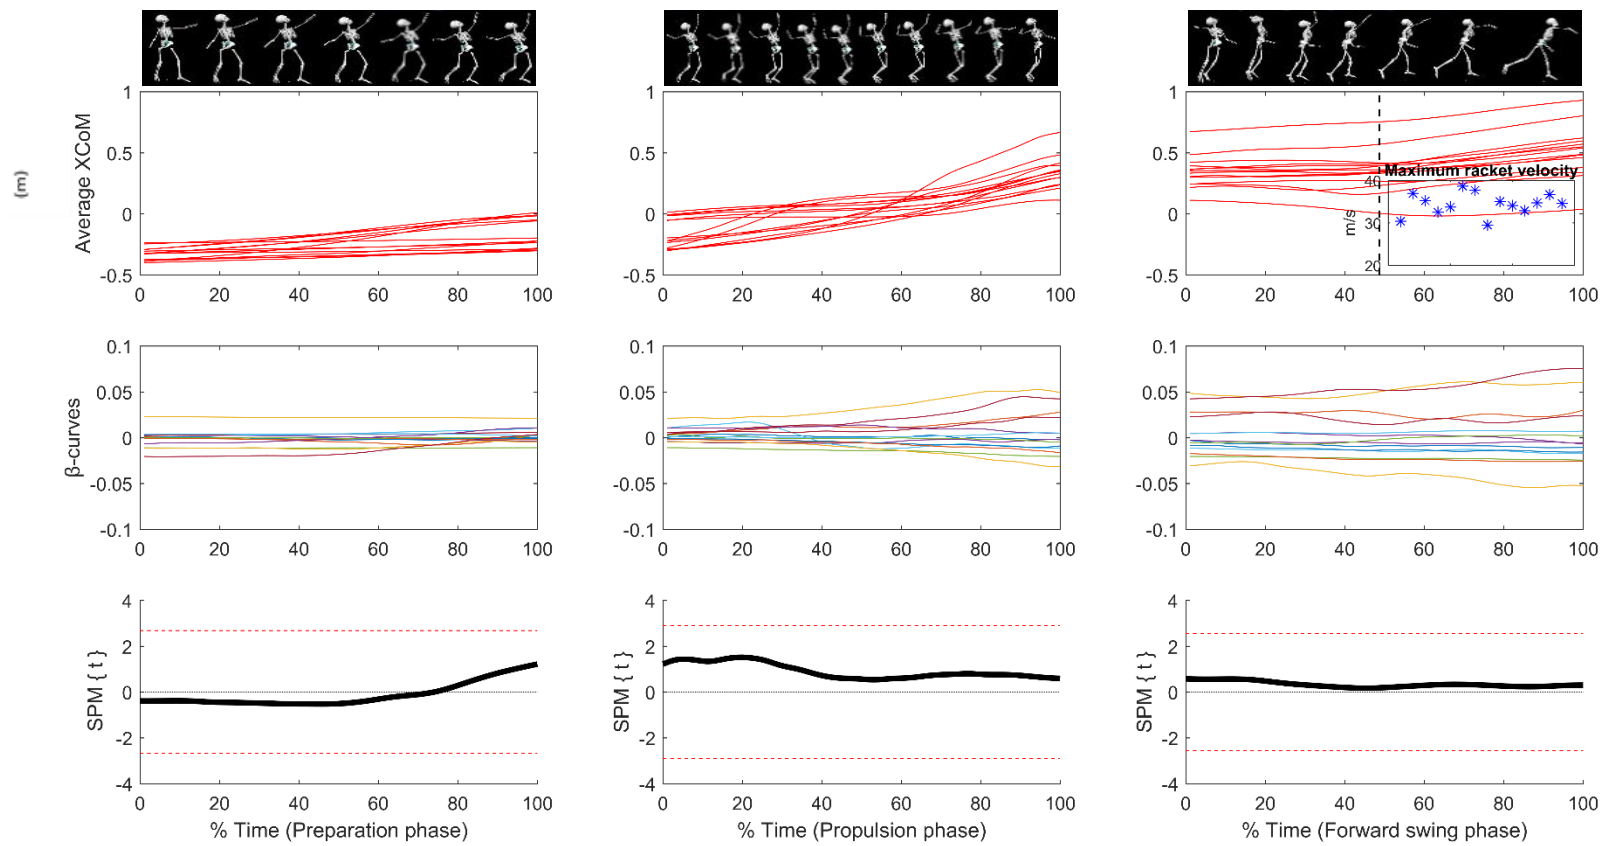 (m)
Average XCoM
1
0.5
0
-0.5
0 20 40 60 80 100
1
0.5
0
-0.5
0 20 40 60 80 100
1
0.5
0
-0.5
0 20 40 60 80 100
Maximum racket velocity
m/s
40
30
20
β-curves
0.1
0.05
0
-0.05
-0.1
0 20 40 60 80 100
0.1
0.05
0
-0.05
-0.1
0 20 40 60 80 100
0.1
0.05
0
-0.05
-0.1
0 20 40 60 80 100
SPM { t }
4
2
0
-2
-4
0 20 40 60 80 100
% Time (Preparation phase)
SPM { t }
4
2
0
-2
-4
0 20 40 60 80 100
% Time (Propulsion phase)
SPM { t }
4
2
0
-2
-4
0 20 40 60 80 100
% Time (Forward swing phase)